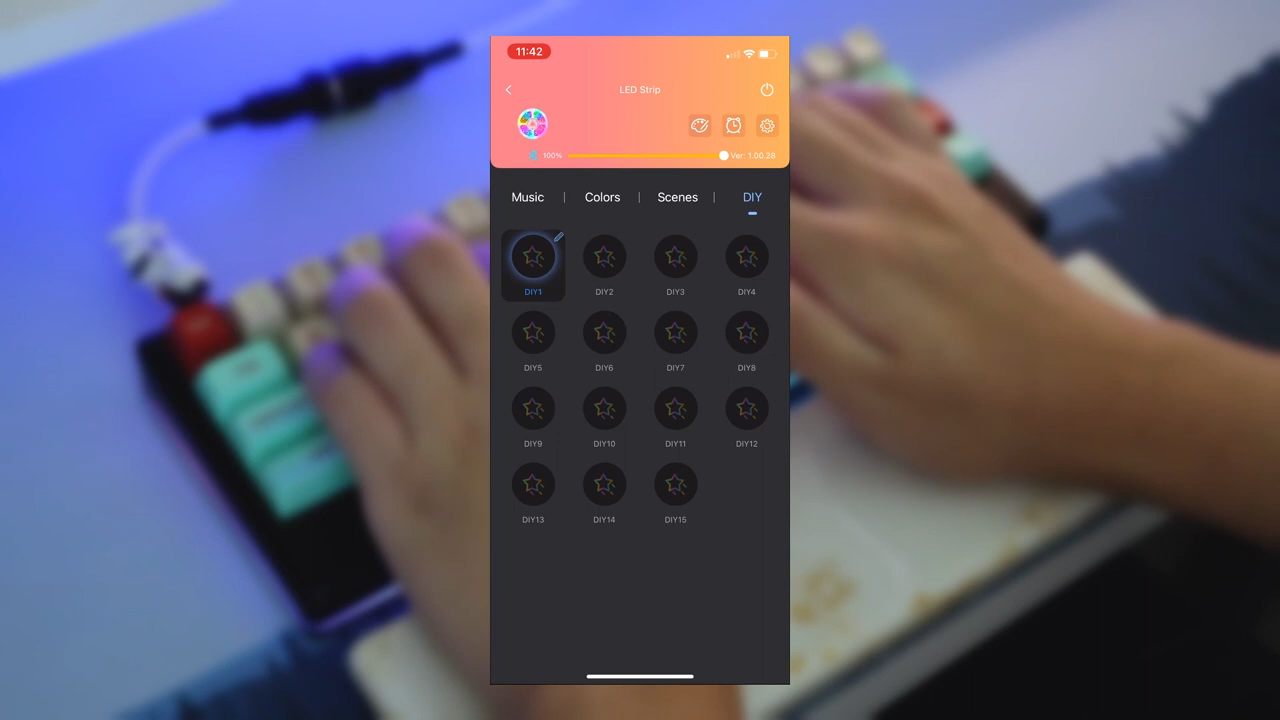 11:42
LED Strip
100%
Ver: 1.00.28
Music | Colors | Scenes | DIY
DIY1 DIY2 DIY3 DIY4
DIY5 DIY6 DIY7 DIY8
DIY9 DIY10 DIY11 DIY12
DIY13 DIY14 DIY15